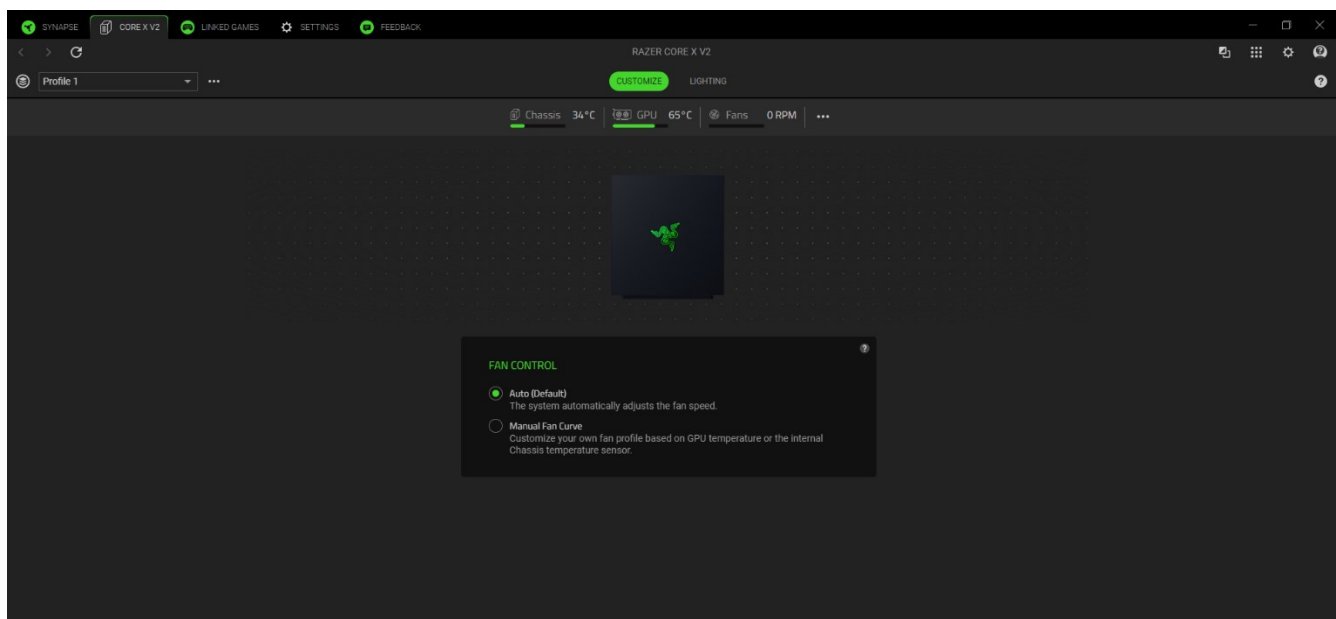 SYNAPSE CORE X V2 LINKED GAMES SETTINGS FEEDBACK
RAZER CORE X V2
Profile 1 CUSTOMIZE LIGHTING
Chassis 34°C GPU 65°C Fans 0 RPM
FAN CONTROL
Auto (Default)
The system automatically adjusts the fan speed.
Manual Fan Curve
Customize your own fan profile based on GPU temperature or the internal
Chassis temperature sensor.